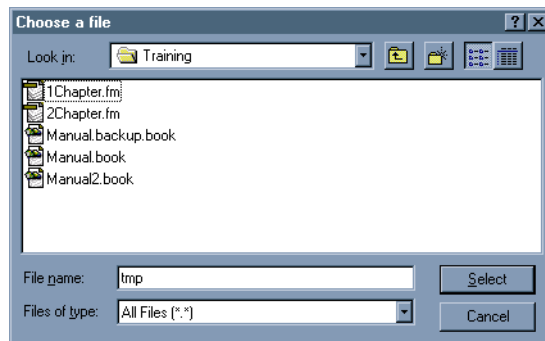 Choose a file
Look in: Training
1Chapter.fm
2Chapter.fm
Manual.backup.book
Manual.book
Manual2.book
File name: tmp Select
Files of type: All Files (*.*) Cancel